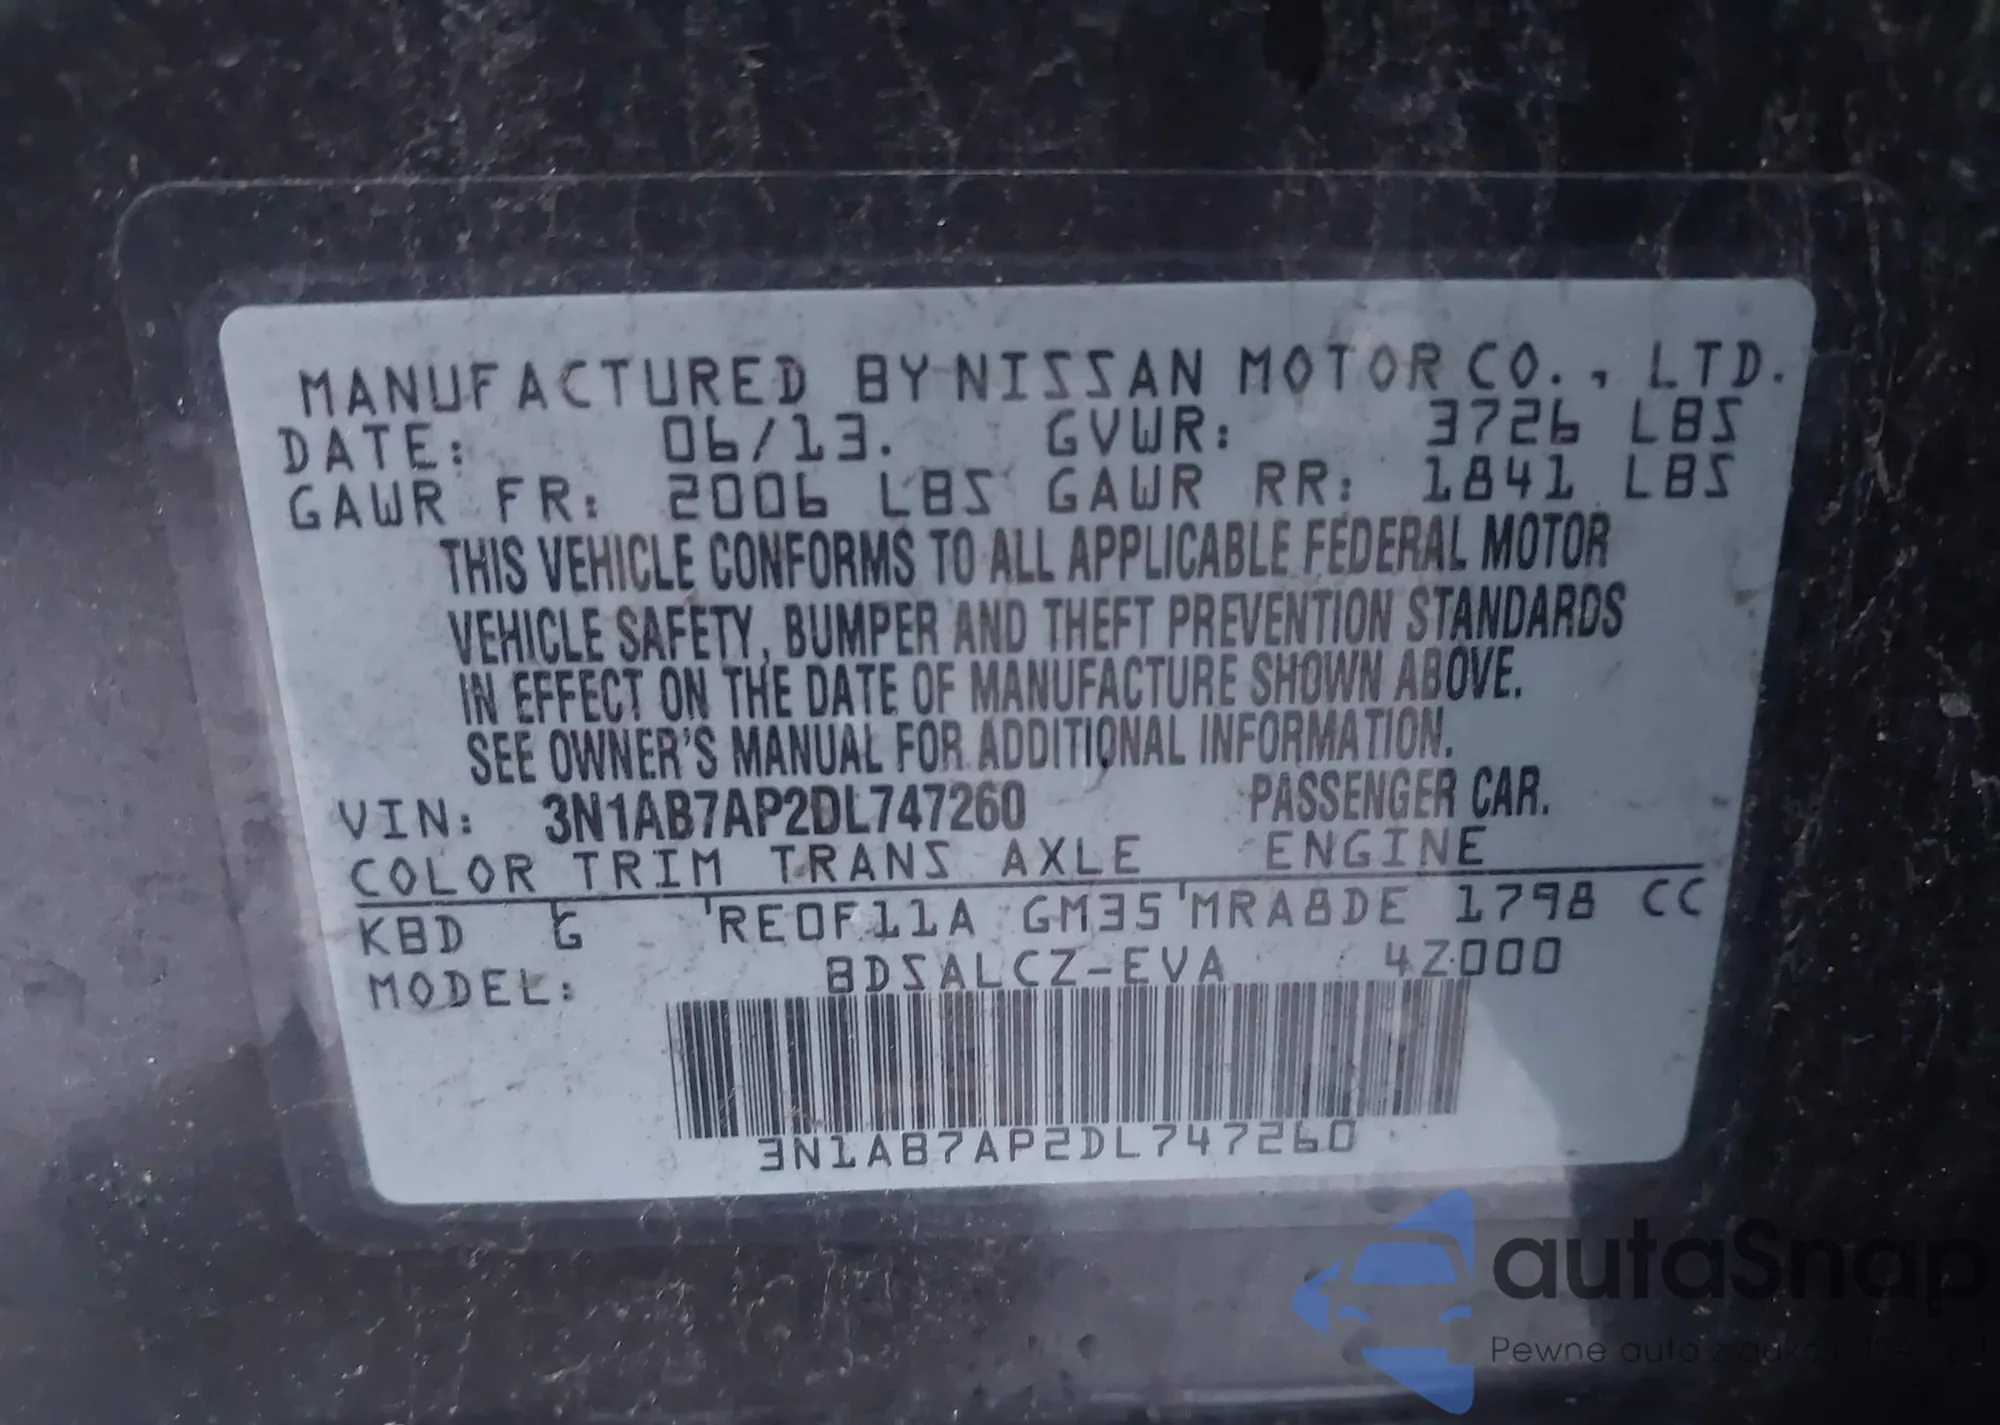 MANUFACTURED BY NISSAN MOTOR CO., LTD.
DATE: 06/13. GVWR: 3726 LBS
GAWR FR: 2006 LBS GAWR RR: 1841 LBS
THIS VEHICLE CONFORMS TO ALL APPLICABLE FEDERAL MOTOR
VEHICLE SAFETY, BUMPER AND THEFT PREVENTION STANDARDS
IN EFFECT ON THE DATE OF MANUFACTURE SHOWN ABOVE.
SEE OWNER'S MANUAL FOR ADDITIONAL INFORMATION.
VIN: 3N1AB7AP2DL747260 PASSENGER CAR.
COLOR TRIM TRANS AXLE ENGINE
KBD G RE0F11A GM35 MRA8DE 1798 CC
MODEL: BDSALCZ-EVA 4Z000
3N1AB7AP2DL747260
autaSnap
Pewne auta z